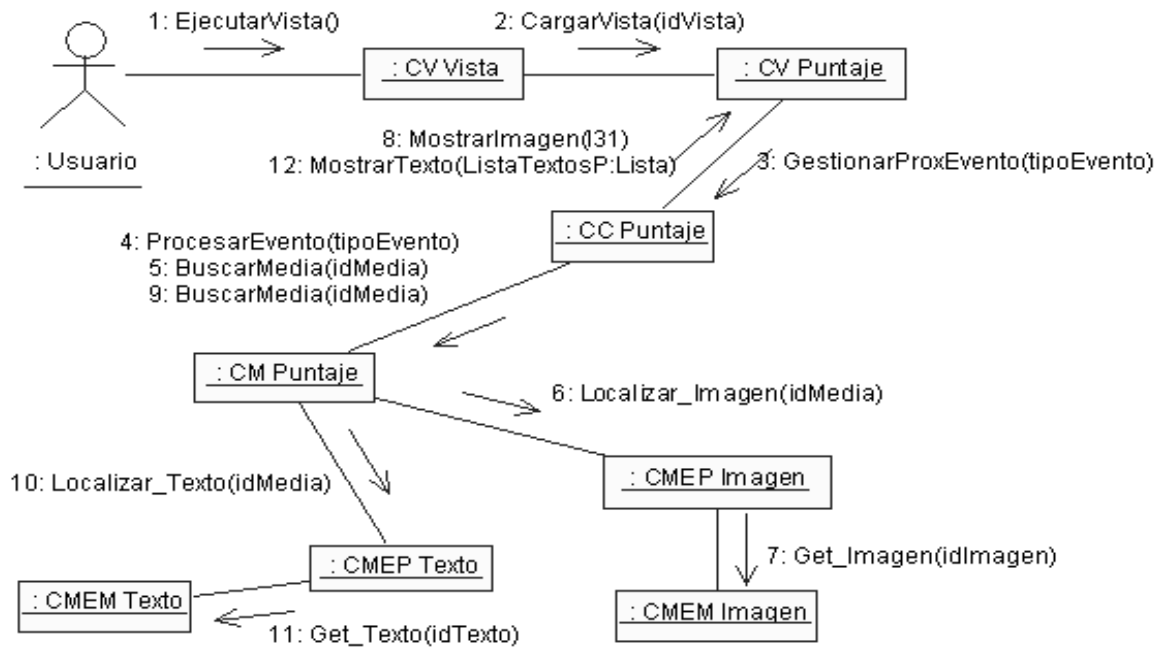 1: EjecutarVista()
2: CargarVista(idVista)
: CV Vista
: CV Puntaje
8: MostrarImagen(I31)
: Usuario
12: MostrarTexto(ListaTextosP:Lista)
3: GestionarProxEvento(tipoEvento)
: CC Puntaje
4: ProcesarEvento(tipoEvento)
5: BuscarMedia(idMedia)
9: BuscarMedia(idMedia)
: CM Puntaje
6: Localizar_Imagen(idMedia)
10: Localizar_Texto(idMedia)
: CMEP Imagen
7: Get_Imagen(idImagen)
: CMEP Texto
: CMEM Texto
: CMEM Imagen
11: Get_Texto(idTexto)